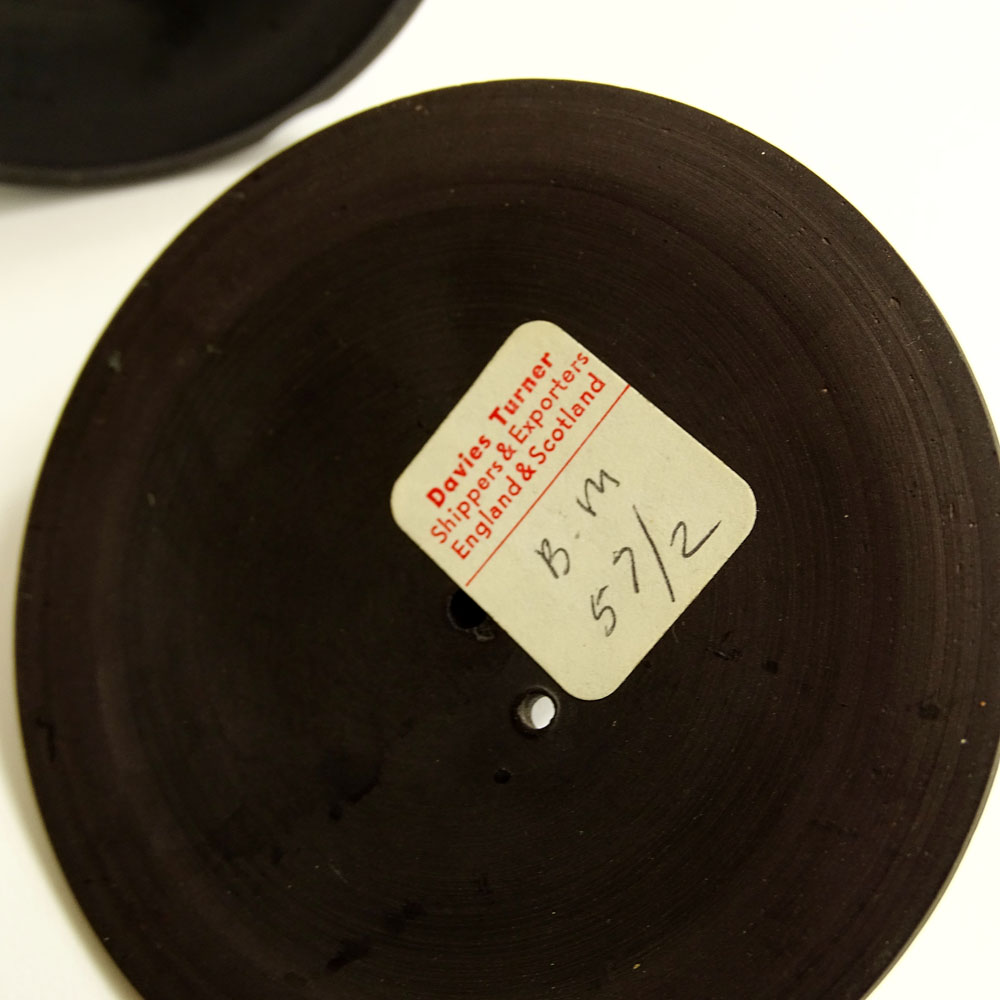 Davies Turner
Shippers & Exporters
England & Scotland
B.M
57/2